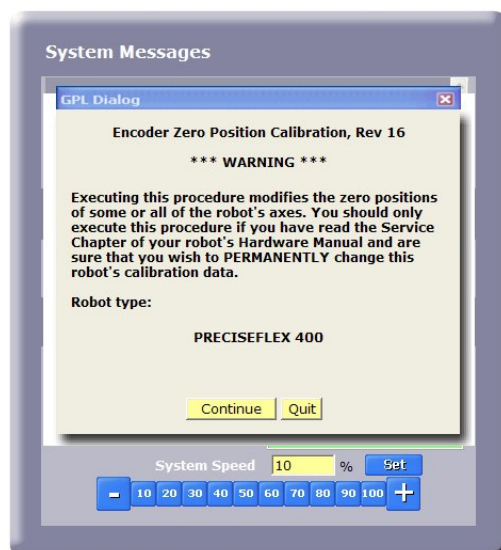 System Messages
GPL Dialog
Encoder Zero Position Calibration, Rev 16
*** WARNING ***
Executing this procedure modifies the zero positions
of some or all of the robot's axes. You should only
execute this procedure if you have read the Service
Chapter of your robot's Hardware Manual and are
sure that you wish to PERMANENTLY change this
robot's calibration data.
Robot type:
PRECISEFLEX 400
Continue Quit
System Speed 10 % Set
- 10 20 30 40 50 60 70 80 90 100 +